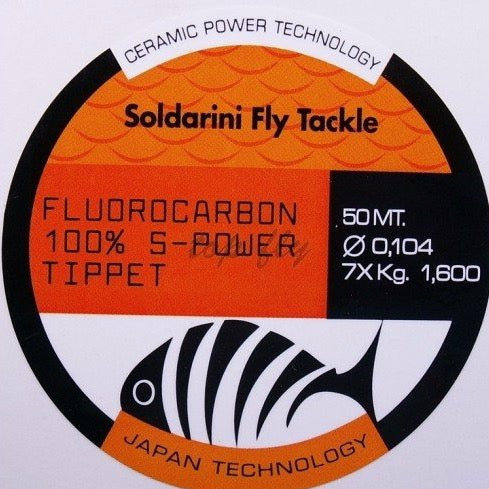 CERAMIC POWER TECHNOLOGY
Soldarini Fly Tackle
FLUOROCARBON
100% S-POWER
TIPPET
50 MT.
Ø 0,104
7X Kg. 1,600
JAPAN TECHNOLOGY